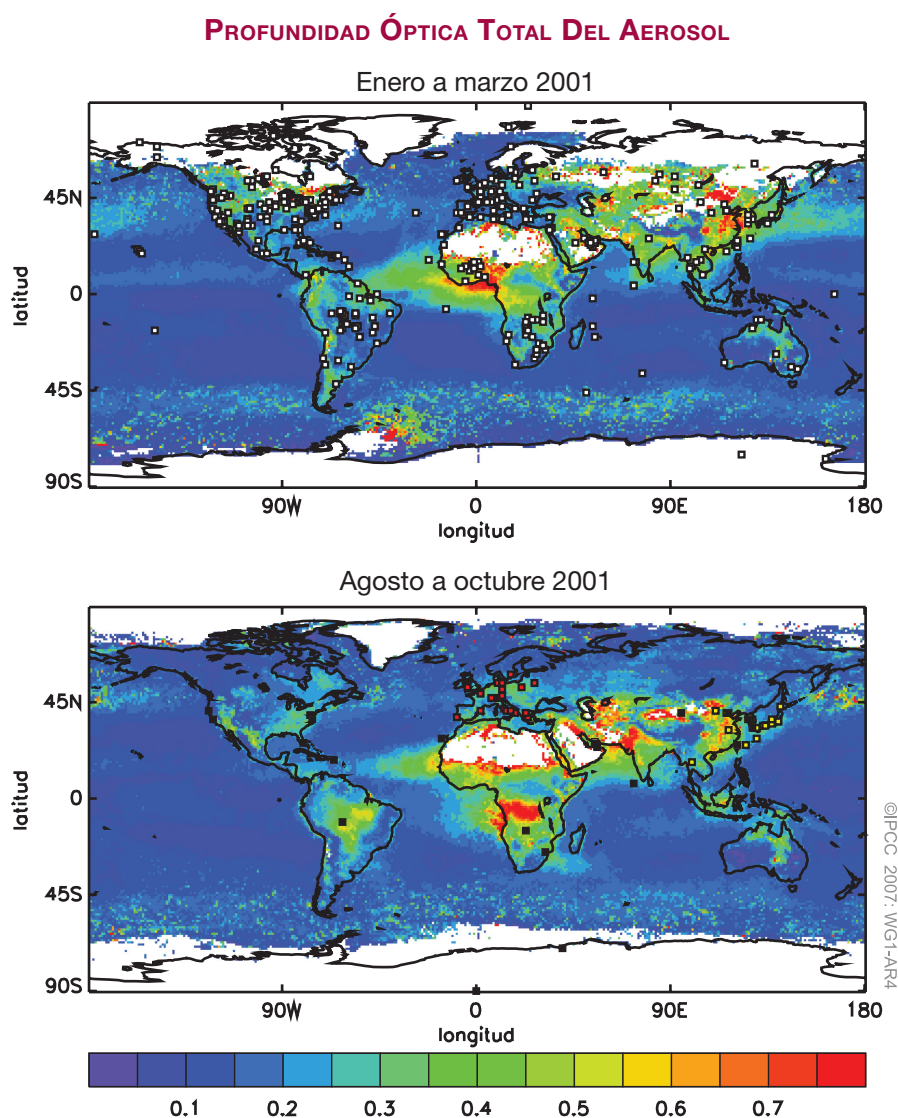 PROFUNDIDAD ÓPTICA TOTAL DEL AEROSOL
Enero a marzo 2001
45N
0
45S
90S
latitud
90W 0 90E 180
longitud
Agosto a octubre 2001
45N
0
45S
90S
latitud
90W 0 90E 180
longitud
©IPCC 2007: WG1-AR4
0.1 0.2 0.3 0.4 0.5 0.6 0.7